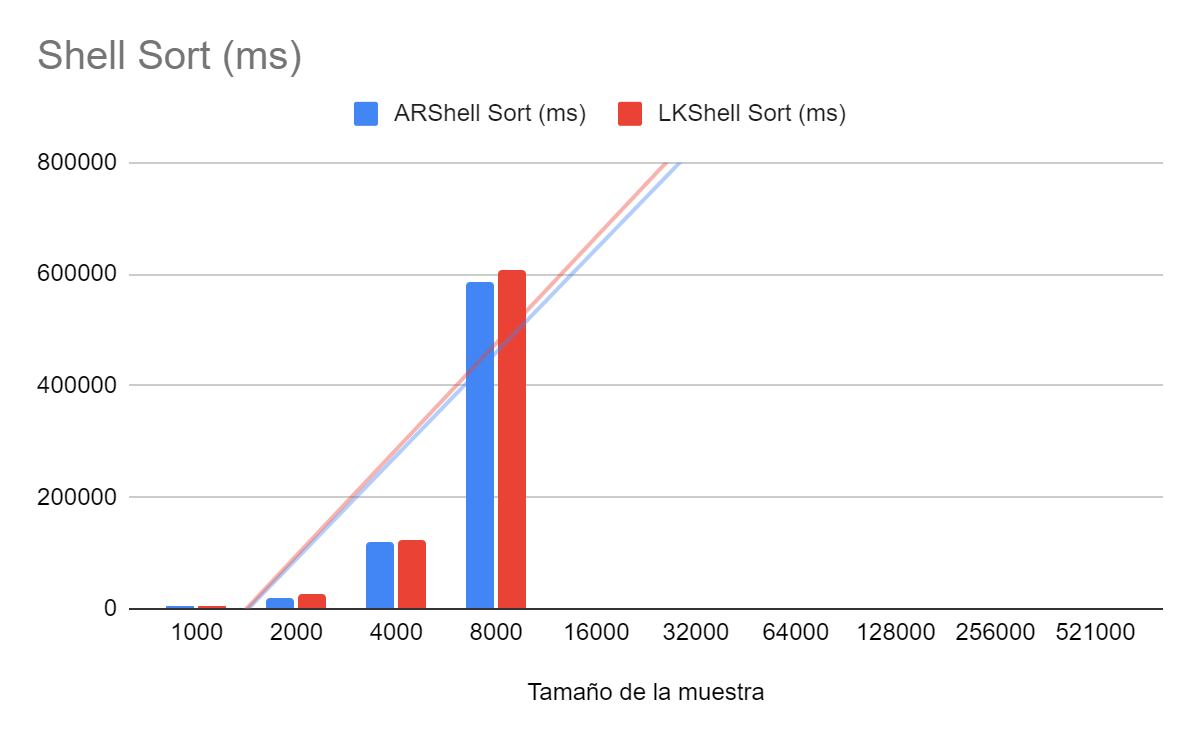 Shell Sort (ms)
ARShell Sort (ms) LKShell Sort (ms)
800000
600000
400000
200000
0
1000 2000 4000 8000 16000 32000 64000 128000 256000 521000
Tamaño de la muestra